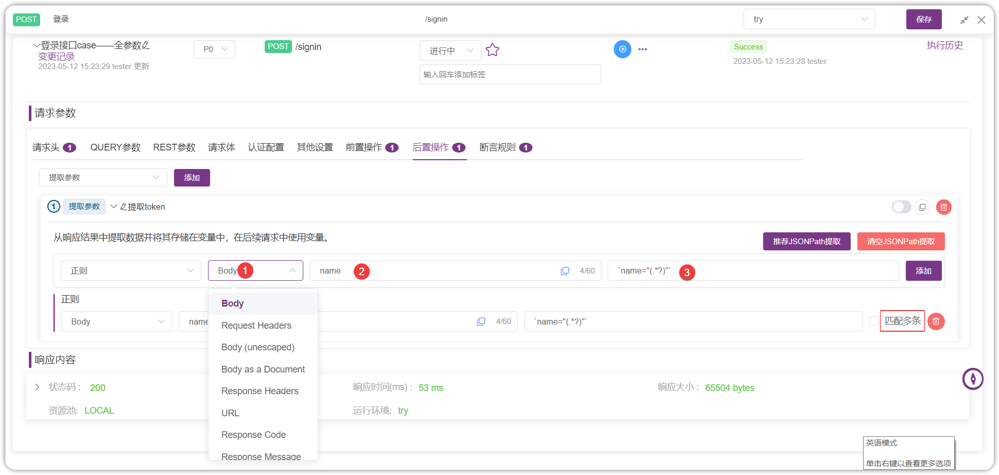 POST 登录 /signin try 保存
登录接口case——全参数 P0 POST /signin 进行中 Success 执行历史
变更记录
2023-05-12 15:23:29 tester 更新 2023-05-12 15:23:28 tester
输入回车添加标签
请求参数
请求头 1 QUERY参数 REST参数 请求体 认证配置 其他设置 前置操作 1 后置操作 1 断言规则 1
提取参数 添加
1 提取参数 提取token
从响应结果中提取数据并将其存储在变量中，在后续请求中使用变量。 推荐JSONPath提取 清空JSONPath提取
正则 Body 1 name 2 4/60 `name="(.*?)"` 3 添加
正则
Body name 4/60 `name="(.*?)"` 匹配多条
Body
Request Headers
Body (unescaped)
Body as a Document
Response Headers
URL
Response Code
Response Message
响应内容
状态码： 200 响应时间(ms)： 53 ms 响应大小： 65504 bytes
资源池: LOCAL 运行环境: try
英语模式
单击右键以查看更多选项